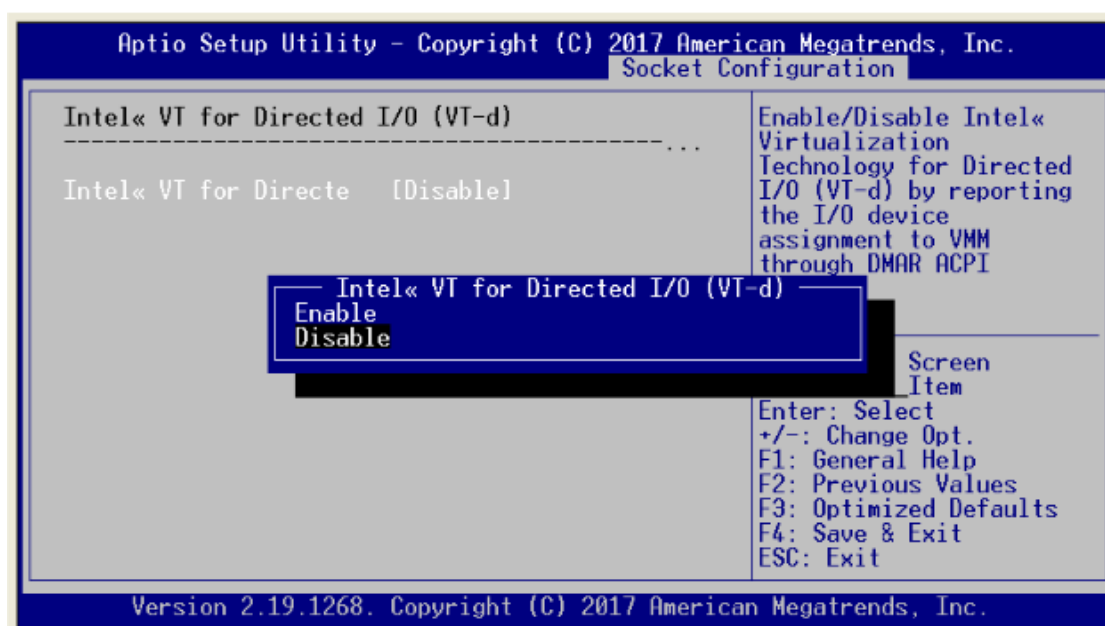 Aptio Setup Utility - Copyright (C) 2017 American Megatrends, Inc.
Socket Configuration
Intel« VT for Directed I/O (VT-d)
--------------------------------------------...
Intel« VT for Directe [Disable]
Enable/Disable Intel«
Virtualization
Technology for Directed
I/O (VT-d) by reporting
the I/O device
assignment to VMM
through DMAR ACPI
Intel« VT for Directed I/O (VT-d)
Enable
Disable
Screen
Item
Enter: Select
+/-: Change Opt.
F1: General Help
F2: Previous Values
F3: Optimized Defaults
F4: Save & Exit
ESC: Exit
Version 2.19.1268. Copyright (C) 2017 American Megatrends, Inc.